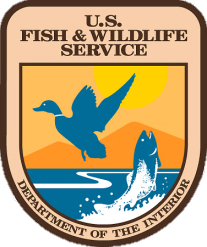 U.S.
FISH & WILDLIFE
SERVICE
DEPARTMENT OF THE INTERIOR